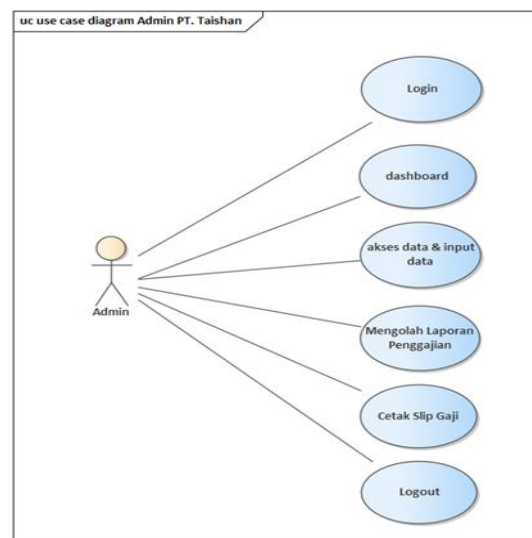 uc use case diagram Admin PT. Taishan
Login
dashboard
akses data & input
data
Admin
Mengolah Laporan
Penggajian
Cetak Slip Gaji
Logout